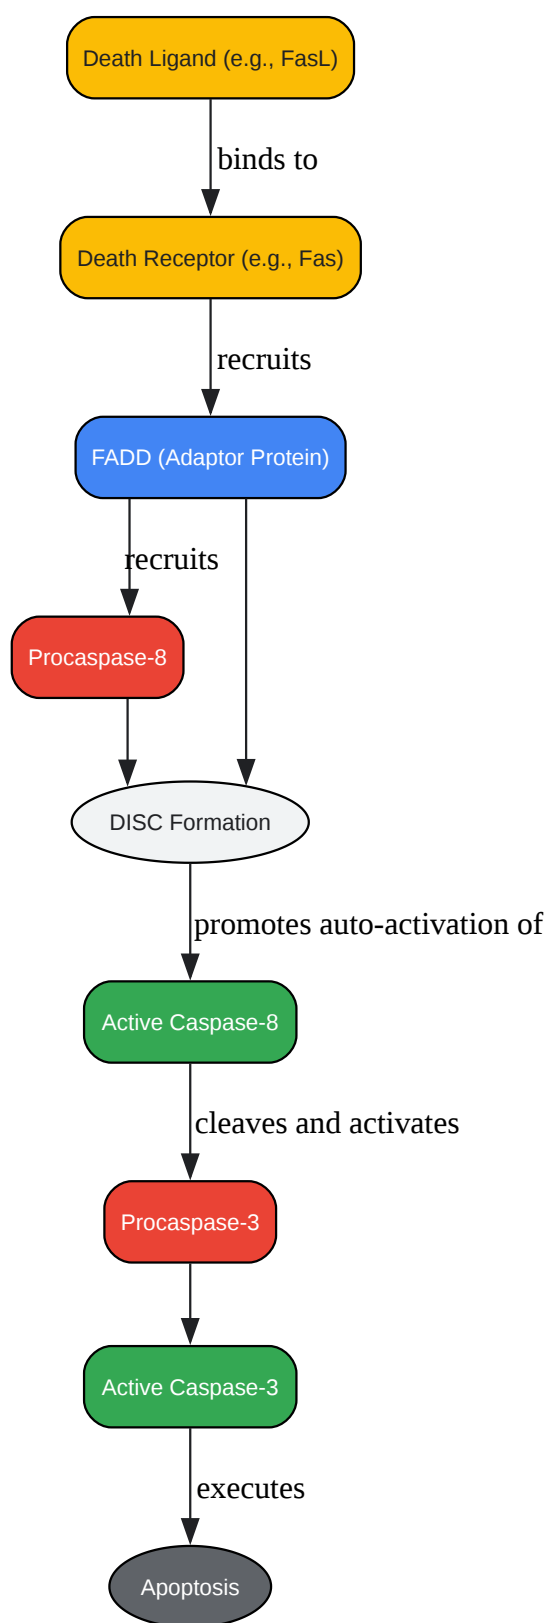 Death Ligand (e.g., FasL)
binds to
Death Receptor (e.g., Fas)
recruits
FADD (Adaptor Protein)
recruits
Procaspase-8
DISC Formation
promotes auto-activation of
Active Caspase-8
cleaves and activates
Procaspase-3
Active Caspase-3
executes
Apoptosis